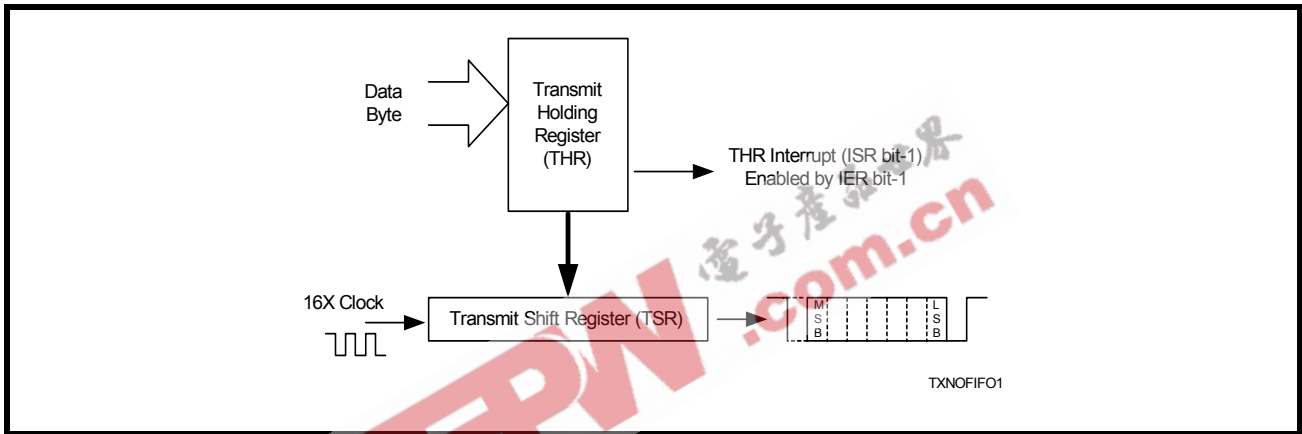 Data
Byte
Transmit
Holding
Register
(THR)
THR Interrupt (ISR bit-1)
Enabled by IER bit-1
16X Clock
Transmit Shift Register (TSR)
M
S
B
L
S
B
TXNOFIFO1
電子產品世界
.com.cn